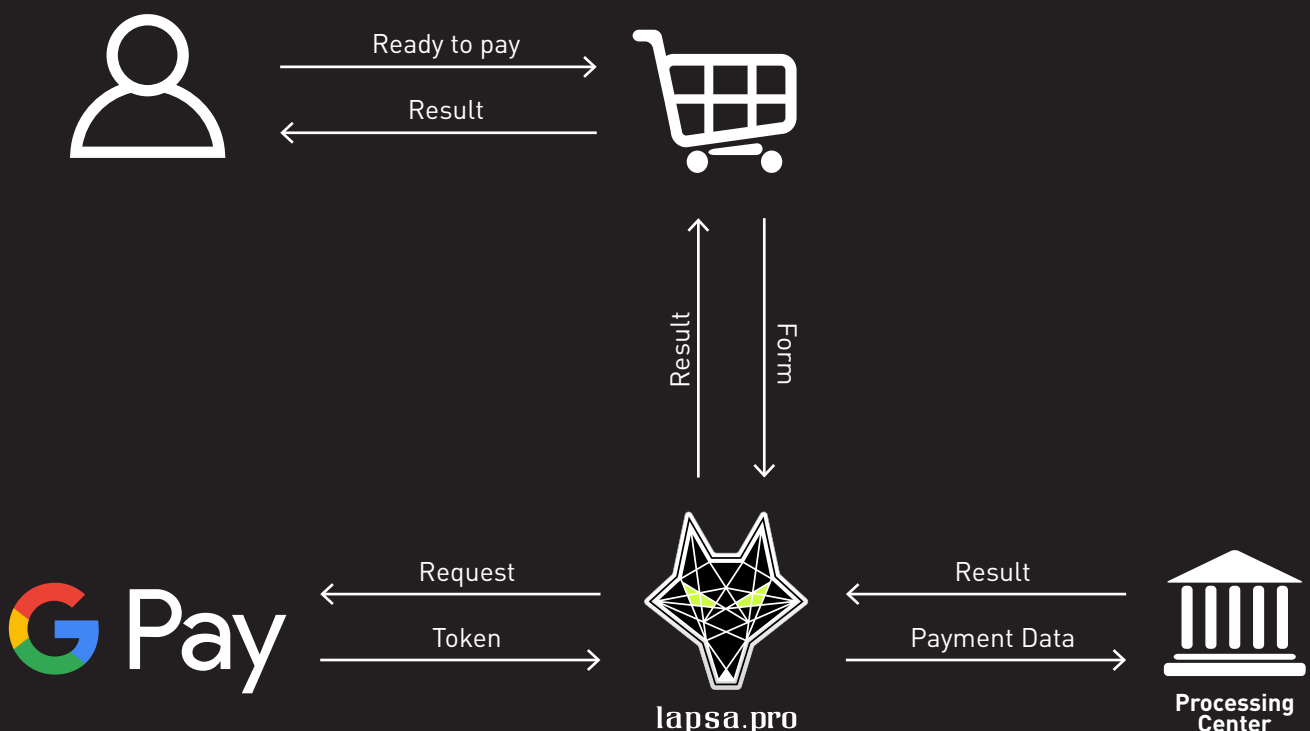 Ready to pay
Result
Result
Form
Request
Result
G Pay
Token
Payment Data
lapsa.pro
Processing
Center